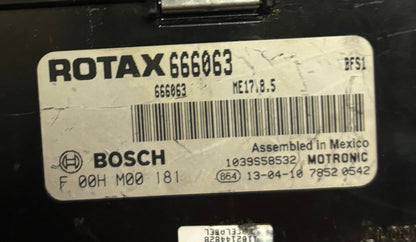 ROTAX 666063 BFS1
666063 ME17.8.5
Assembled in Mexico
BOSCH 1039S58532 MOTRONIC
F 00H M00 181 864 13-04-10 7852 0542